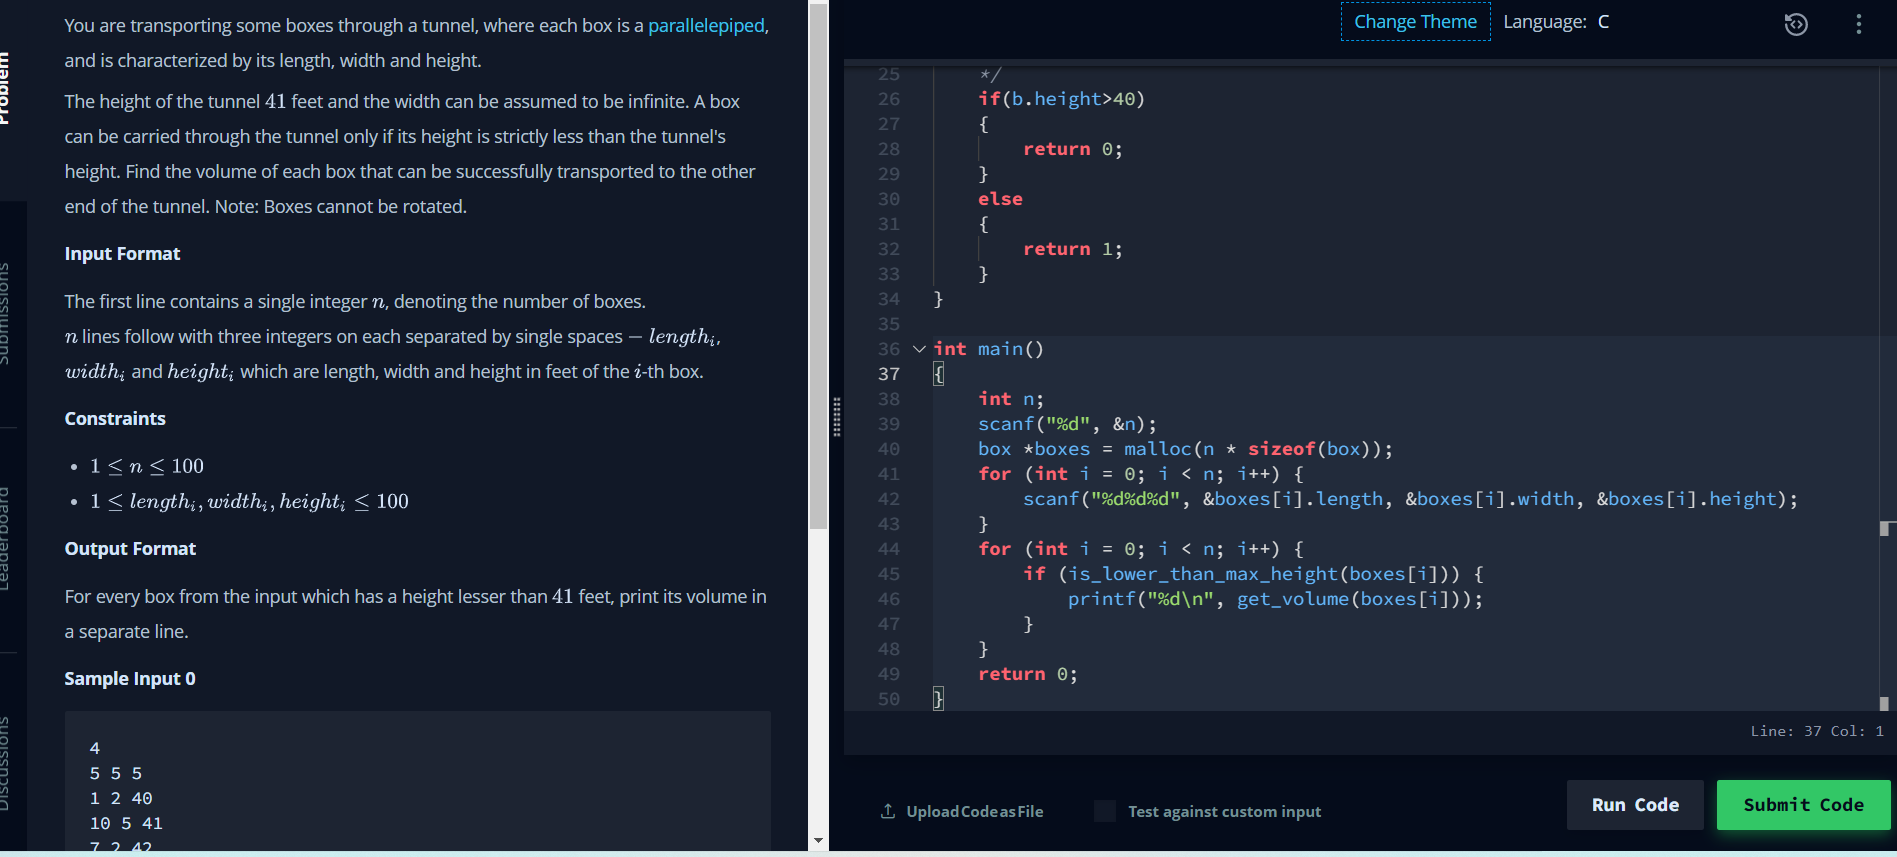 Problem
Submissions
Leaderboard
Discussions
You are transporting some boxes through a tunnel, where each box is a parallelepiped,
and is characterized by its length, width and height.
The height of the tunnel 41 feet and the width can be assumed to be infinite. A box
can be carried through the tunnel only if its height is strictly less than the tunnel's
height. Find the volume of each box that can be successfully transported to the other
end of the tunnel. Note: Boxes cannot be rotated.
Input Format
The first line contains a single integer n, denoting the number of boxes.
n lines follow with three integers on each separated by single spaces – lengthᵢ,
widthᵢ and heightᵢ which are length, width and height in feet of the i-th box.
Constraints
• 1 ≤ n ≤ 100
• 1 ≤ lengthᵢ, widthᵢ, heightᵢ ≤ 100
Output Format
For every box from the input which has a height lesser than 41 feet, print its volume in
a separate line.
Sample Input 0
4
5 5 5
1 2 40
10 5 41
7 2 42
Change Theme Language: C
25 */
26 if(b.height>40)
27 {
28 return 0;
29 }
30 else
31 {
32 return 1;
33 }
34 }
35
36 int main()
37 {
38 int n;
39 scanf("%d", &n);
40 box *boxes = malloc(n * sizeof(box));
41 for (int i = 0; i < n; i++) {
42 scanf("%d%d%d", &boxes[i].length, &boxes[i].width, &boxes[i].height);
43 }
44 for (int i = 0; i < n; i++) {
45 if (is_lower_than_max_height(boxes[i])) {
46 printf("%d\n", get_volume(boxes[i]));
47 }
48 }
49 return 0;
50 }
Line: 37 Col: 1
Upload Code as File Test against custom input Run Code Submit Code